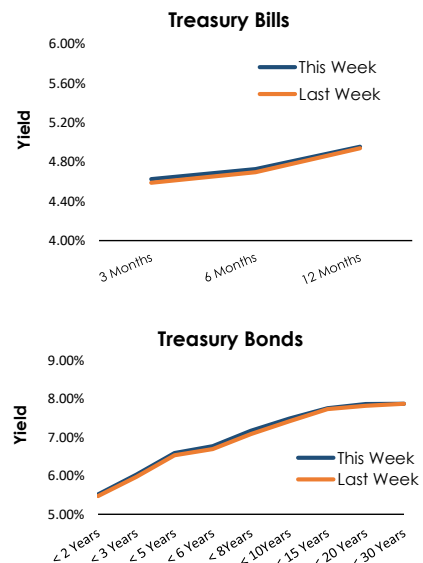 Treasury Bills
6.00%
This Week
5.60%
Last Week
5.20%
Yield
4.80%
4.40%
4.00%
3 Months
6 Months
12 Months
Treasury Bonds
9.00%
8.00%
Yield
7.00%
This Week
6.00%
Last Week
5.00%
< 2 Years
< 3 Years
< 5 Years
< 6 Years
< 8Years
< 10Years
< 15 Years
< 20 Years
< 30 Years